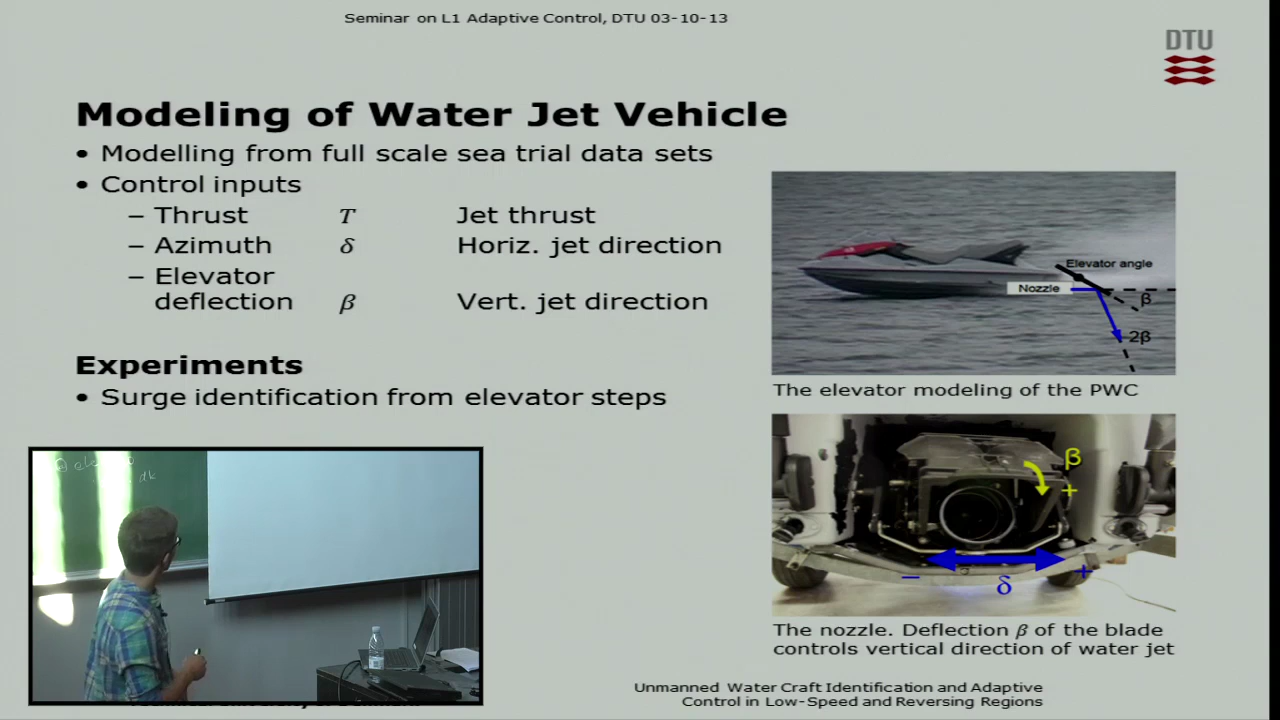 Seminar on L1 Adaptive Control, DTU 03-10-13
DTU
Modeling of Water Jet Vehicle
• Modelling from full scale sea trial data sets
• Control inputs
– Thrust T Jet thrust
– Azimuth δ Horiz. jet direction
– Elevator
deflection β Vert. jet direction
Experiments
• Surge identification from elevator steps
Elevator angle
Nozzle
β
2β
The elevator modeling of the PWC
β
+
− δ +
The nozzle. Deflection β of the blade
controls vertical direction of water jet
Unmanned Water Craft Identification and Adaptive
Control in Low-Speed and Reversing Regions